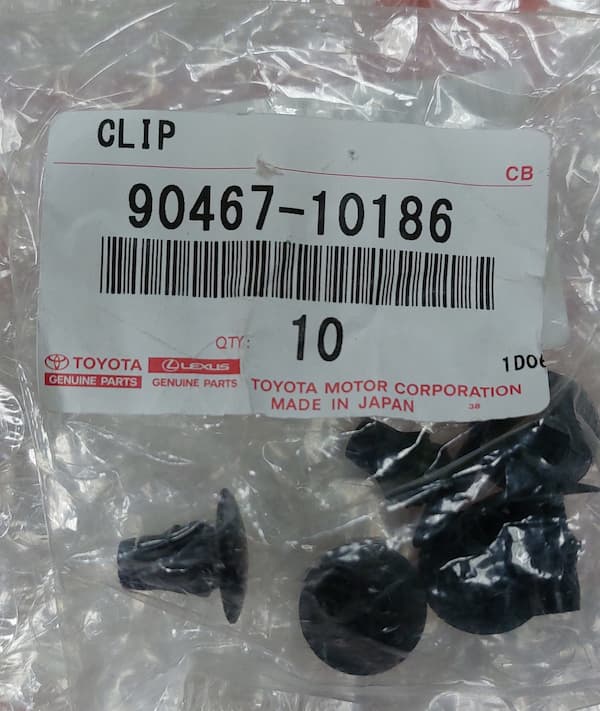 CLIP
CB
90467-10186
QTY: 10
1D0
TOYOTA LEXUS
GENUINE PARTS GENUINE PARTS
TOYOTA MOTOR CORPORATION
MADE IN JAPAN 38